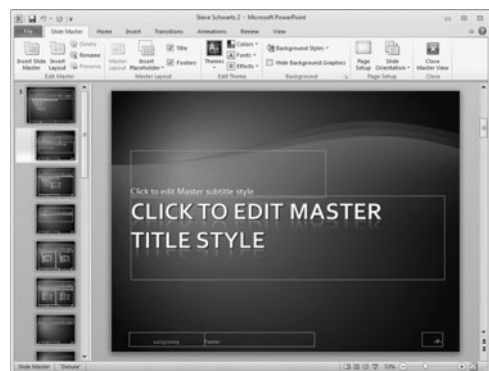 Steve Schwartz 2 - Microsoft PowerPoint
File Slide Master Home Insert Transitions Animations Review View
Insert Slide Master
Insert Layout
Delete
Rename
Preserve
Edit Master
Master Layout
Insert Placeholder
Title
Footers
Master Layout
Themes
Colors
Fonts
Effects
Edit Theme
Background Styles
Hide Background Graphics
Background
Page Setup
Slide Orientation
Page Setup
Close Master View
Close
1
Click to edit Master subtitle style
CLICK TO EDIT MASTER
TITLE STYLE
Footer
Slide Master "Deluxe" 72%